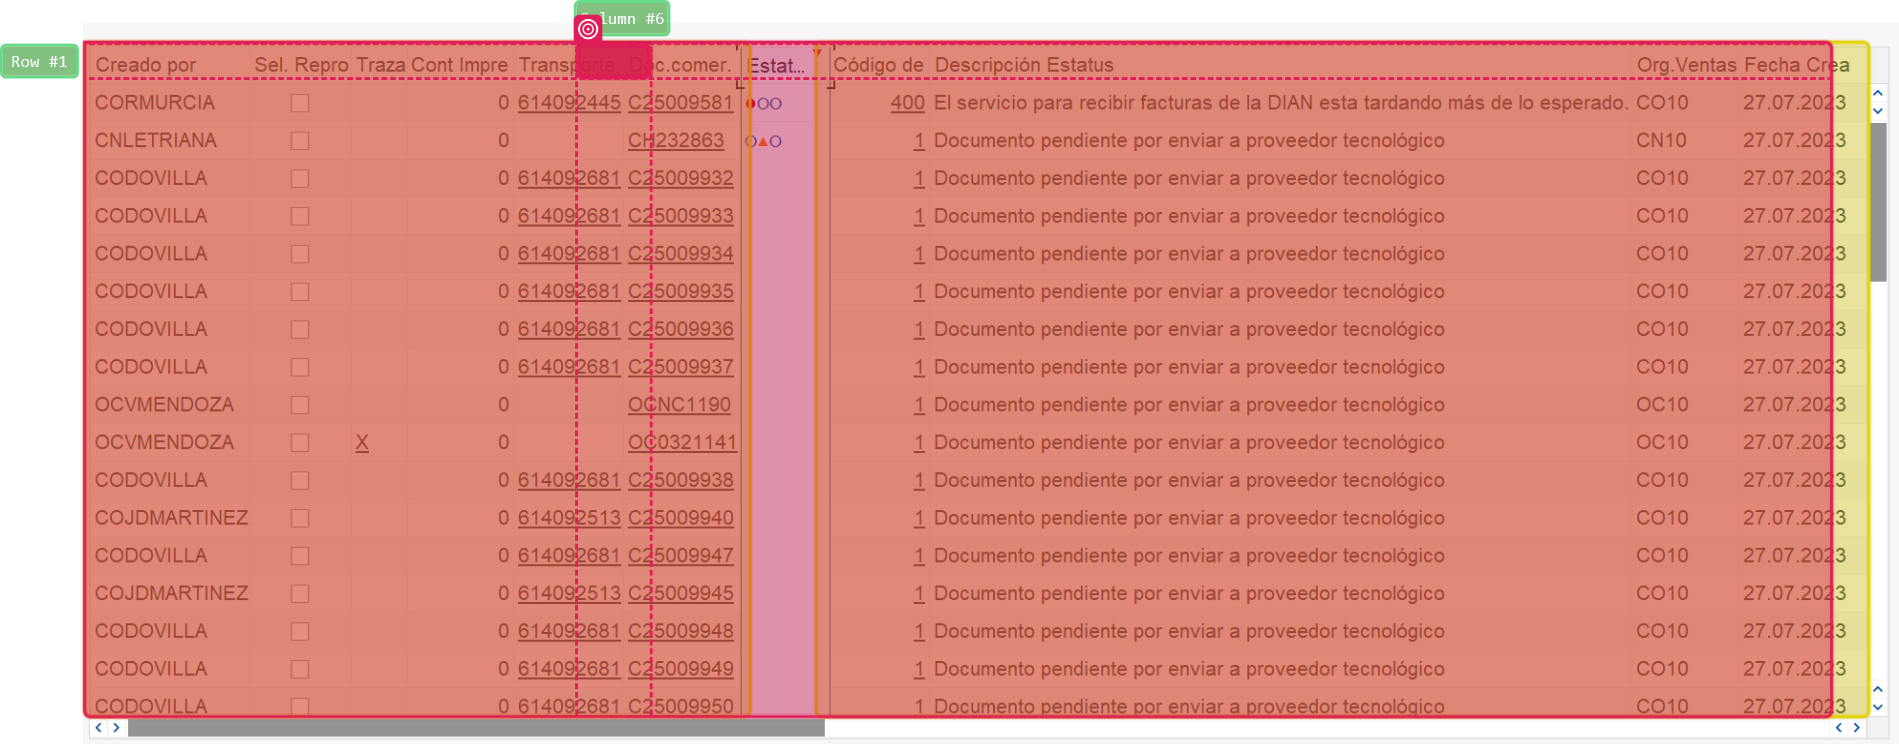 Column #6
Row #1
Creado por Sel. Repro Traza Cont Impre Transporte Doc.comer. Estat... Código de Descripción Estatus Org.Ventas Fecha Crea
CORMURCIA 0 614092445 C25009581 400 El servicio para recibir facturas de la DIAN esta tardando más de lo esperado. CO10 27.07.2023
CNLETRIANA 0 CH232863 1 Documento pendiente por enviar a proveedor tecnológico CN10 27.07.2023
CODOVILLA 0 614092681 C25009932 1 Documento pendiente por enviar a proveedor tecnológico CO10 27.07.2023
CODOVILLA 0 614092681 C25009933 1 Documento pendiente por enviar a proveedor tecnológico CO10 27.07.2023
CODOVILLA 0 614092681 C25009934 1 Documento pendiente por enviar a proveedor tecnológico CO10 27.07.2023
CODOVILLA 0 614092681 C25009935 1 Documento pendiente por enviar a proveedor tecnológico CO10 27.07.2023
CODOVILLA 0 614092681 C25009936 1 Documento pendiente por enviar a proveedor tecnológico CO10 27.07.2023
CODOVILLA 0 614092681 C25009937 1 Documento pendiente por enviar a proveedor tecnológico CO10 27.07.2023
OCVMENDOZA 0 OCNC1190 1 Documento pendiente por enviar a proveedor tecnológico OC10 27.07.2023
OCVMENDOZA X 0 OC0321141 1 Documento pendiente por enviar a proveedor tecnológico OC10 27.07.2023
CODOVILLA 0 614092681 C25009938 1 Documento pendiente por enviar a proveedor tecnológico CO10 27.07.2023
COJDMARTINEZ 0 614092513 C25009940 1 Documento pendiente por enviar a proveedor tecnológico CO10 27.07.2023
CODOVILLA 0 614092681 C25009947 1 Documento pendiente por enviar a proveedor tecnológico CO10 27.07.2023
COJDMARTINEZ 0 614092513 C25009945 1 Documento pendiente por enviar a proveedor tecnológico CO10 27.07.2023
CODOVILLA 0 614092681 C25009948 1 Documento pendiente por enviar a proveedor tecnológico CO10 27.07.2023
CODOVILLA 0 614092681 C25009949 1 Documento pendiente por enviar a proveedor tecnológico CO10 27.07.2023
CODOVILLA 0 614092681 C25009950 1 Documento pendiente por enviar a proveedor tecnológico CO10 27.07.2023